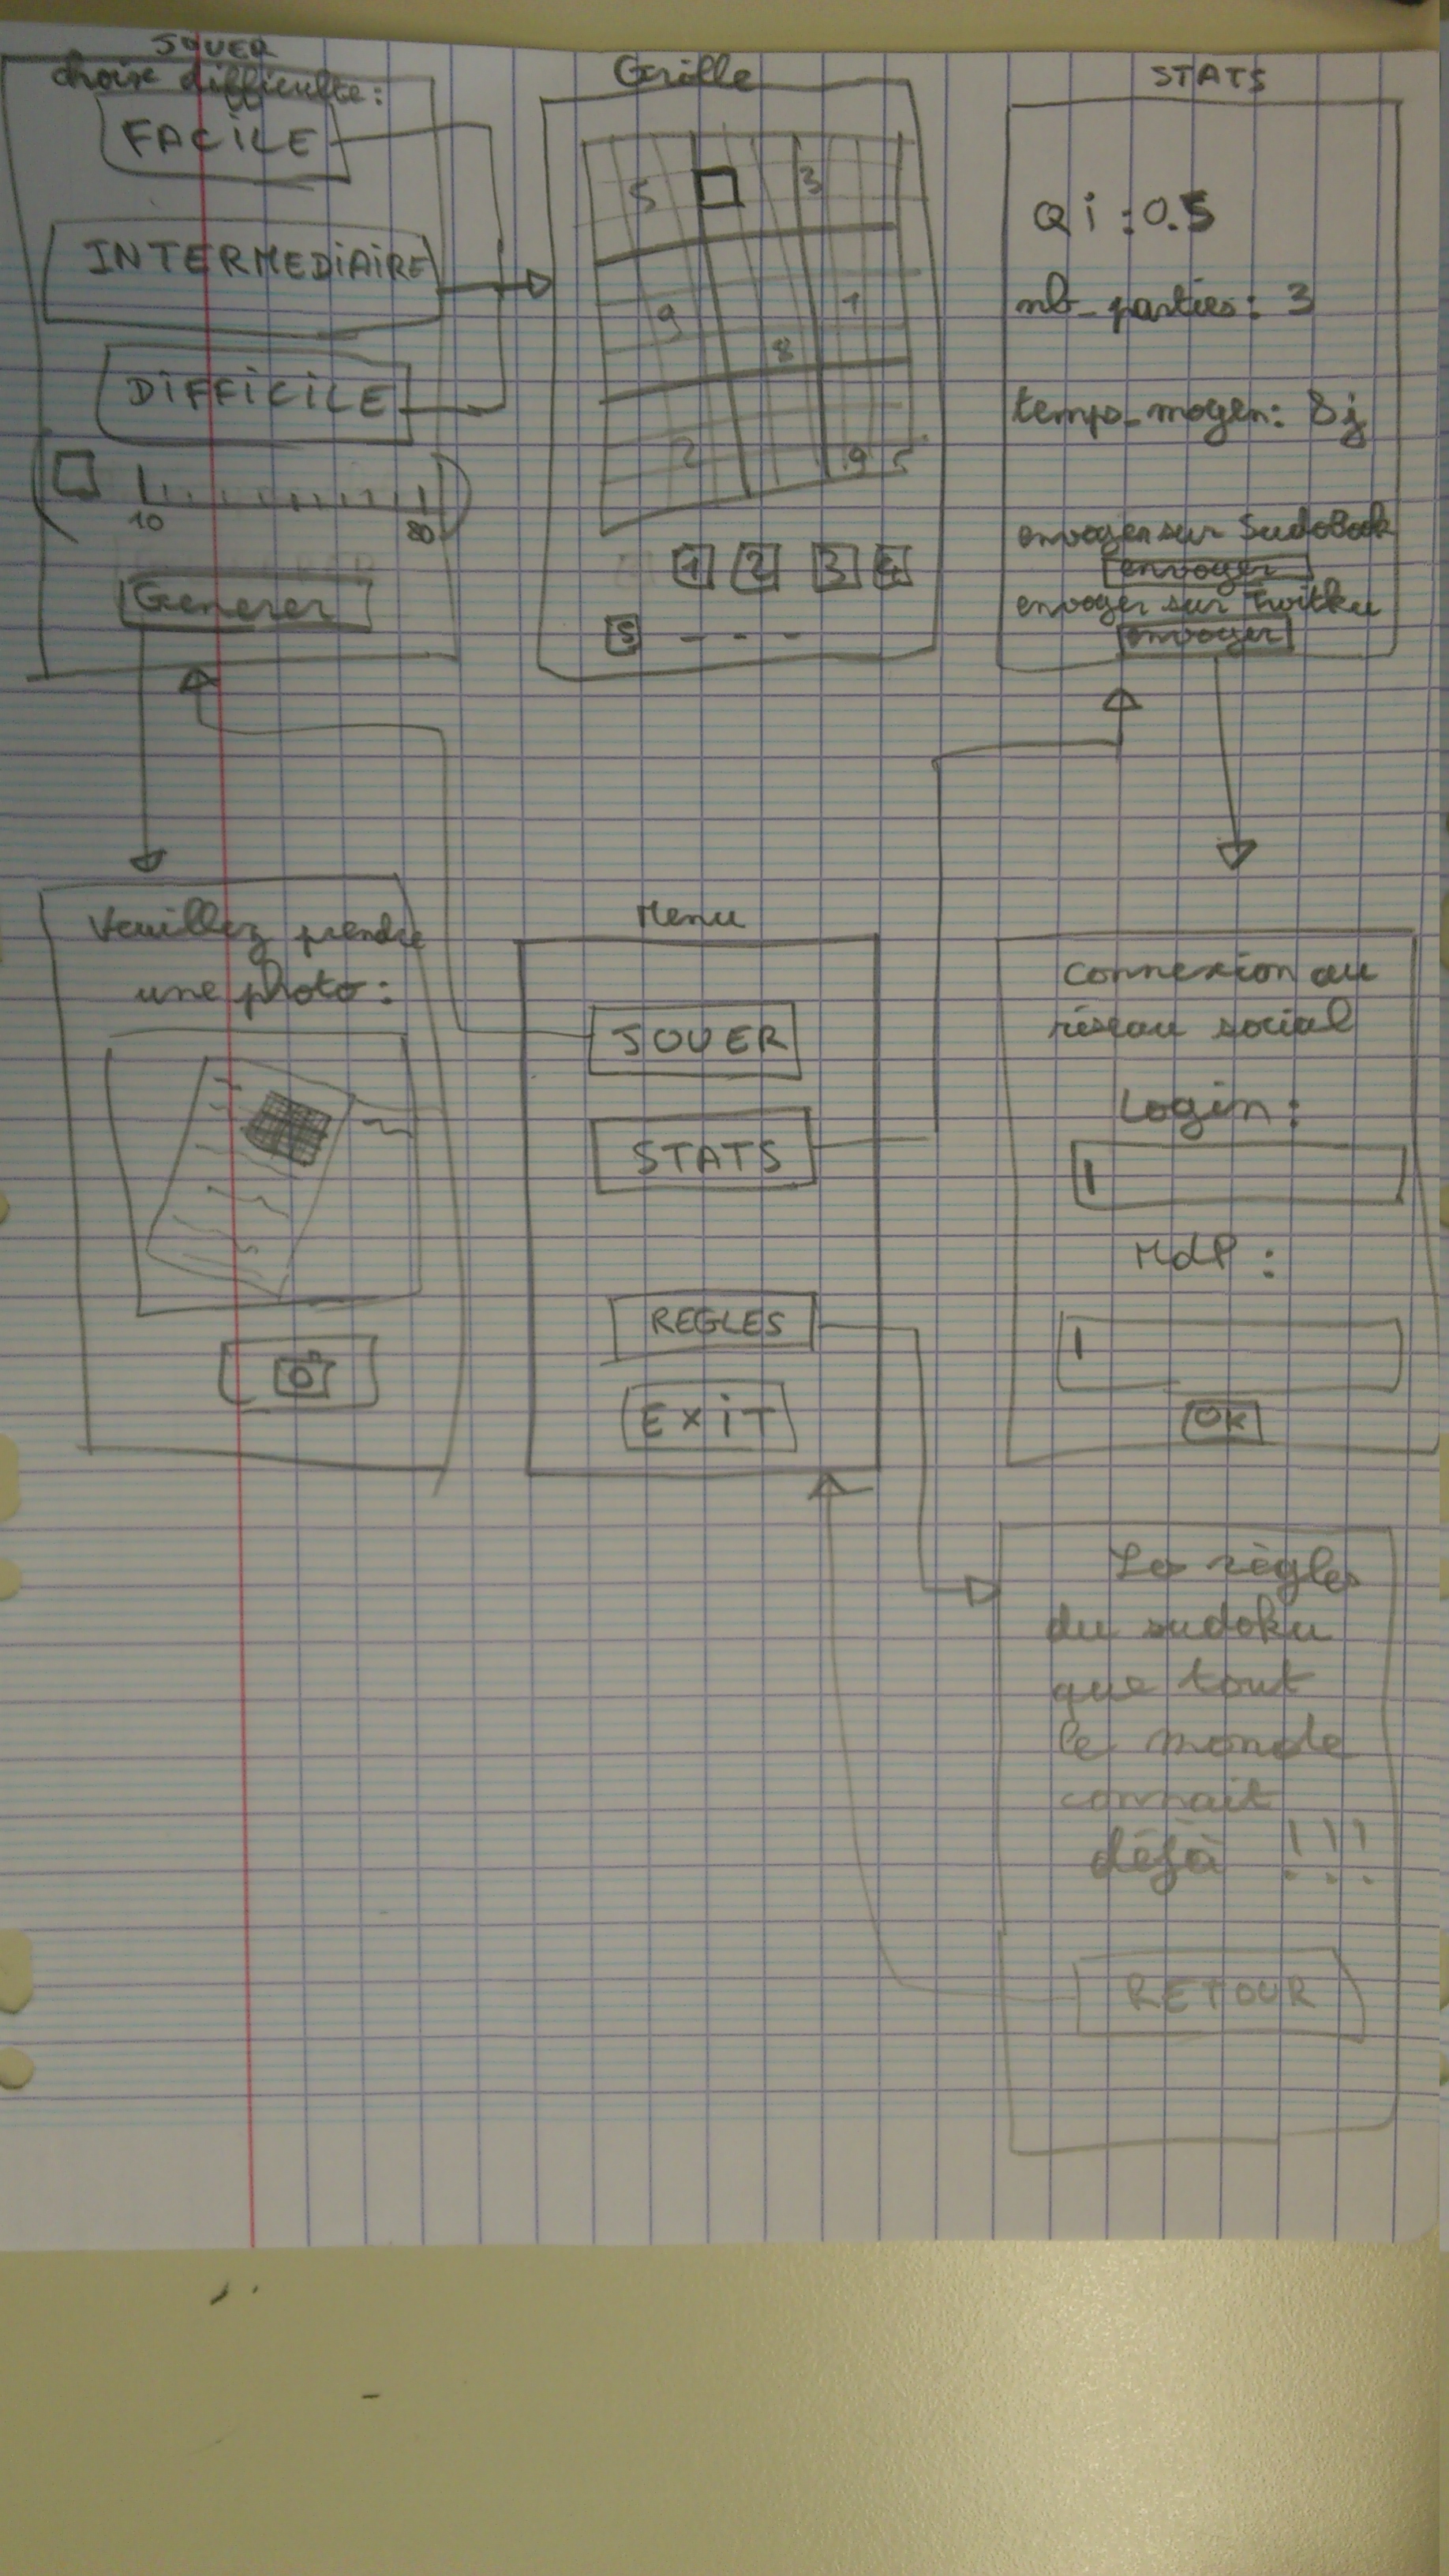 JOUER
choix difficulte:
FACiLE
INTERMEDiAiRE
DiFFiCiLE
10 80
Generer
Grille
5 3
9 1
8
2 9 5
1 2 3 4
5 - - -
STATS
Qi : 0.5
nb_parties: 3
temps_moyen: 8j
envoyer sur SudoBook
envoyer
envoyer sur Twitku
envoyer
Veuillez prendre
une photo:
Menu
JOUER
STATS
REGLES
EXiT
Connexion au
réseau social
Login :
MdP :
OK
Les règles
du sudoku
que tout
le monde
connait
déjà !!!
RETOUR